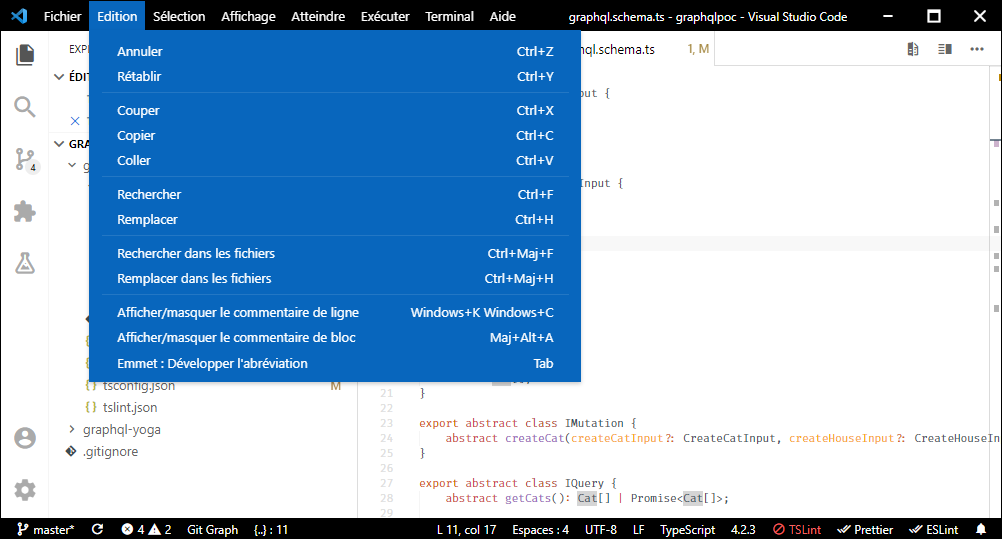 Fichier Edition Sélection Affichage Atteindre Exécuter Terminal Aide graphql.schema.ts - graphqlpoc - Visual Studio Code
Annuler Ctrl+Z
Rétablir Ctrl+Y
Couper Ctrl+X
Copier Ctrl+C
Coller Ctrl+V
Rechercher Ctrl+F
Remplacer Ctrl+H
Rechercher dans les fichiers Ctrl+Maj+F
Remplacer dans les fichiers Ctrl+Maj+H
Afficher/masquer le commentaire de ligne Windows+K Windows+C
Afficher/masquer le commentaire de bloc Maj+Alt+A
Emmet : Développer l'abréviation Tab
EXP
ÉDIT
GRA
4
tsconfig.json M
tslint.json
graphql-yoga
.gitignore
hql.schema.ts 1, M
put {
Input {
21 }
22
23 export abstract class IMutation {
24 abstract createCat(createCatInput?: CreateCatInput, createHouseInput?: CreateHouseIn
25 }
26
27 export abstract class IQuery {
28 abstract getCats(): Cat[] | Promise<Cat[]>;
master* 4 2 Git Graph {..} : 11 L 11, col 17 Espaces : 4 UTF-8 LF TypeScript 4.2.3 TSLint Prettier ESLint